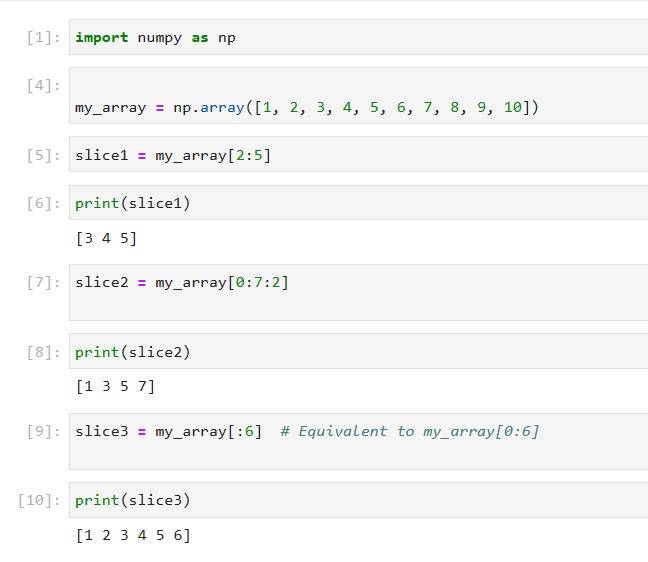 [1]: import numpy as np
[4]:
my_array = np.array([1, 2, 3, 4, 5, 6, 7, 8, 9, 10])
[5]: slice1 = my_array[2:5]
[6]: print(slice1)
[3 4 5]
[7]: slice2 = my_array[0:7:2]
[8]: print(slice2)
[1 3 5 7]
[9]: slice3 = my_array[:6]  # Equivalent to my_array[0:6]
[10]: print(slice3)
[1 2 3 4 5 6]